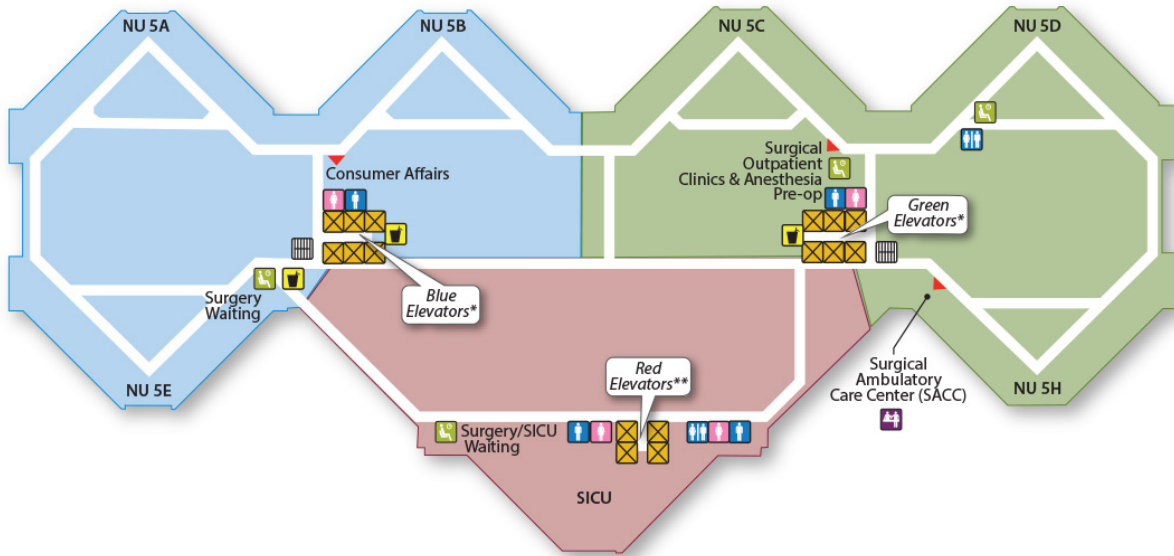 NU 5A
NU 5B
NU 5C
NU 5D
Consumer Affairs
Surgical
Outpatient
Clinics & Anesthesia
Pre-op
Green
Elevators*
Blue
Elevators*
Surgery
Waiting
Red
Elevators**
Surgical
Ambulatory
Care Center (SACC)
NU 5E
NU 5H
Surgery/SICU
Waiting
SICU